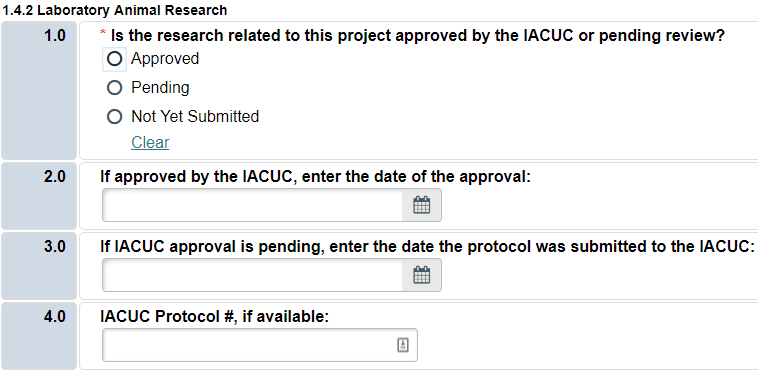 1.4.2 Laboratory Animal Research
1.0 * Is the research related to this project approved by the IACUC or pending review?
Approved
Pending
Not Yet Submitted
Clear
2.0 If approved by the IACUC, enter the date of the approval:
3.0 If IACUC approval is pending, enter the date the protocol was submitted to the IACUC:
4.0 IACUC Protocol #, if available: